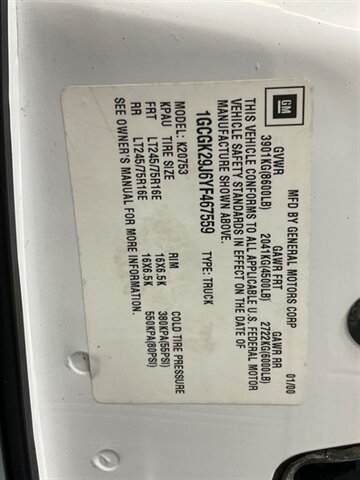 GM
MFD BY GENERAL MOTORS CORP 01/00
GVWR GAWR FRT GAWR RR
3901KG(8600LB) 2041KG(4500LB) 2722KG(6000LB)
THIS VEHICLE CONFORMS TO ALL APPLICABLE U.S. FEDERAL MOTOR
VEHICLE SAFETY STANDARDS IN EFFECT ON THE DATE OF
MANUFACTURE SHOWN ABOVE.
1GCGK29J6YF467559 TYPE: TRUCK
MODEL: K20753
KPAU TIRE SIZE RIM COLD TIRE PRESSURE
FRT LT245/75R16E 16X6.5K 380KPA(55PSI)
RR LT245/75R16E 16X6.5K 550KPA(80PSI)
SEE OWNER'S MANUAL FOR MORE INFORMATION.